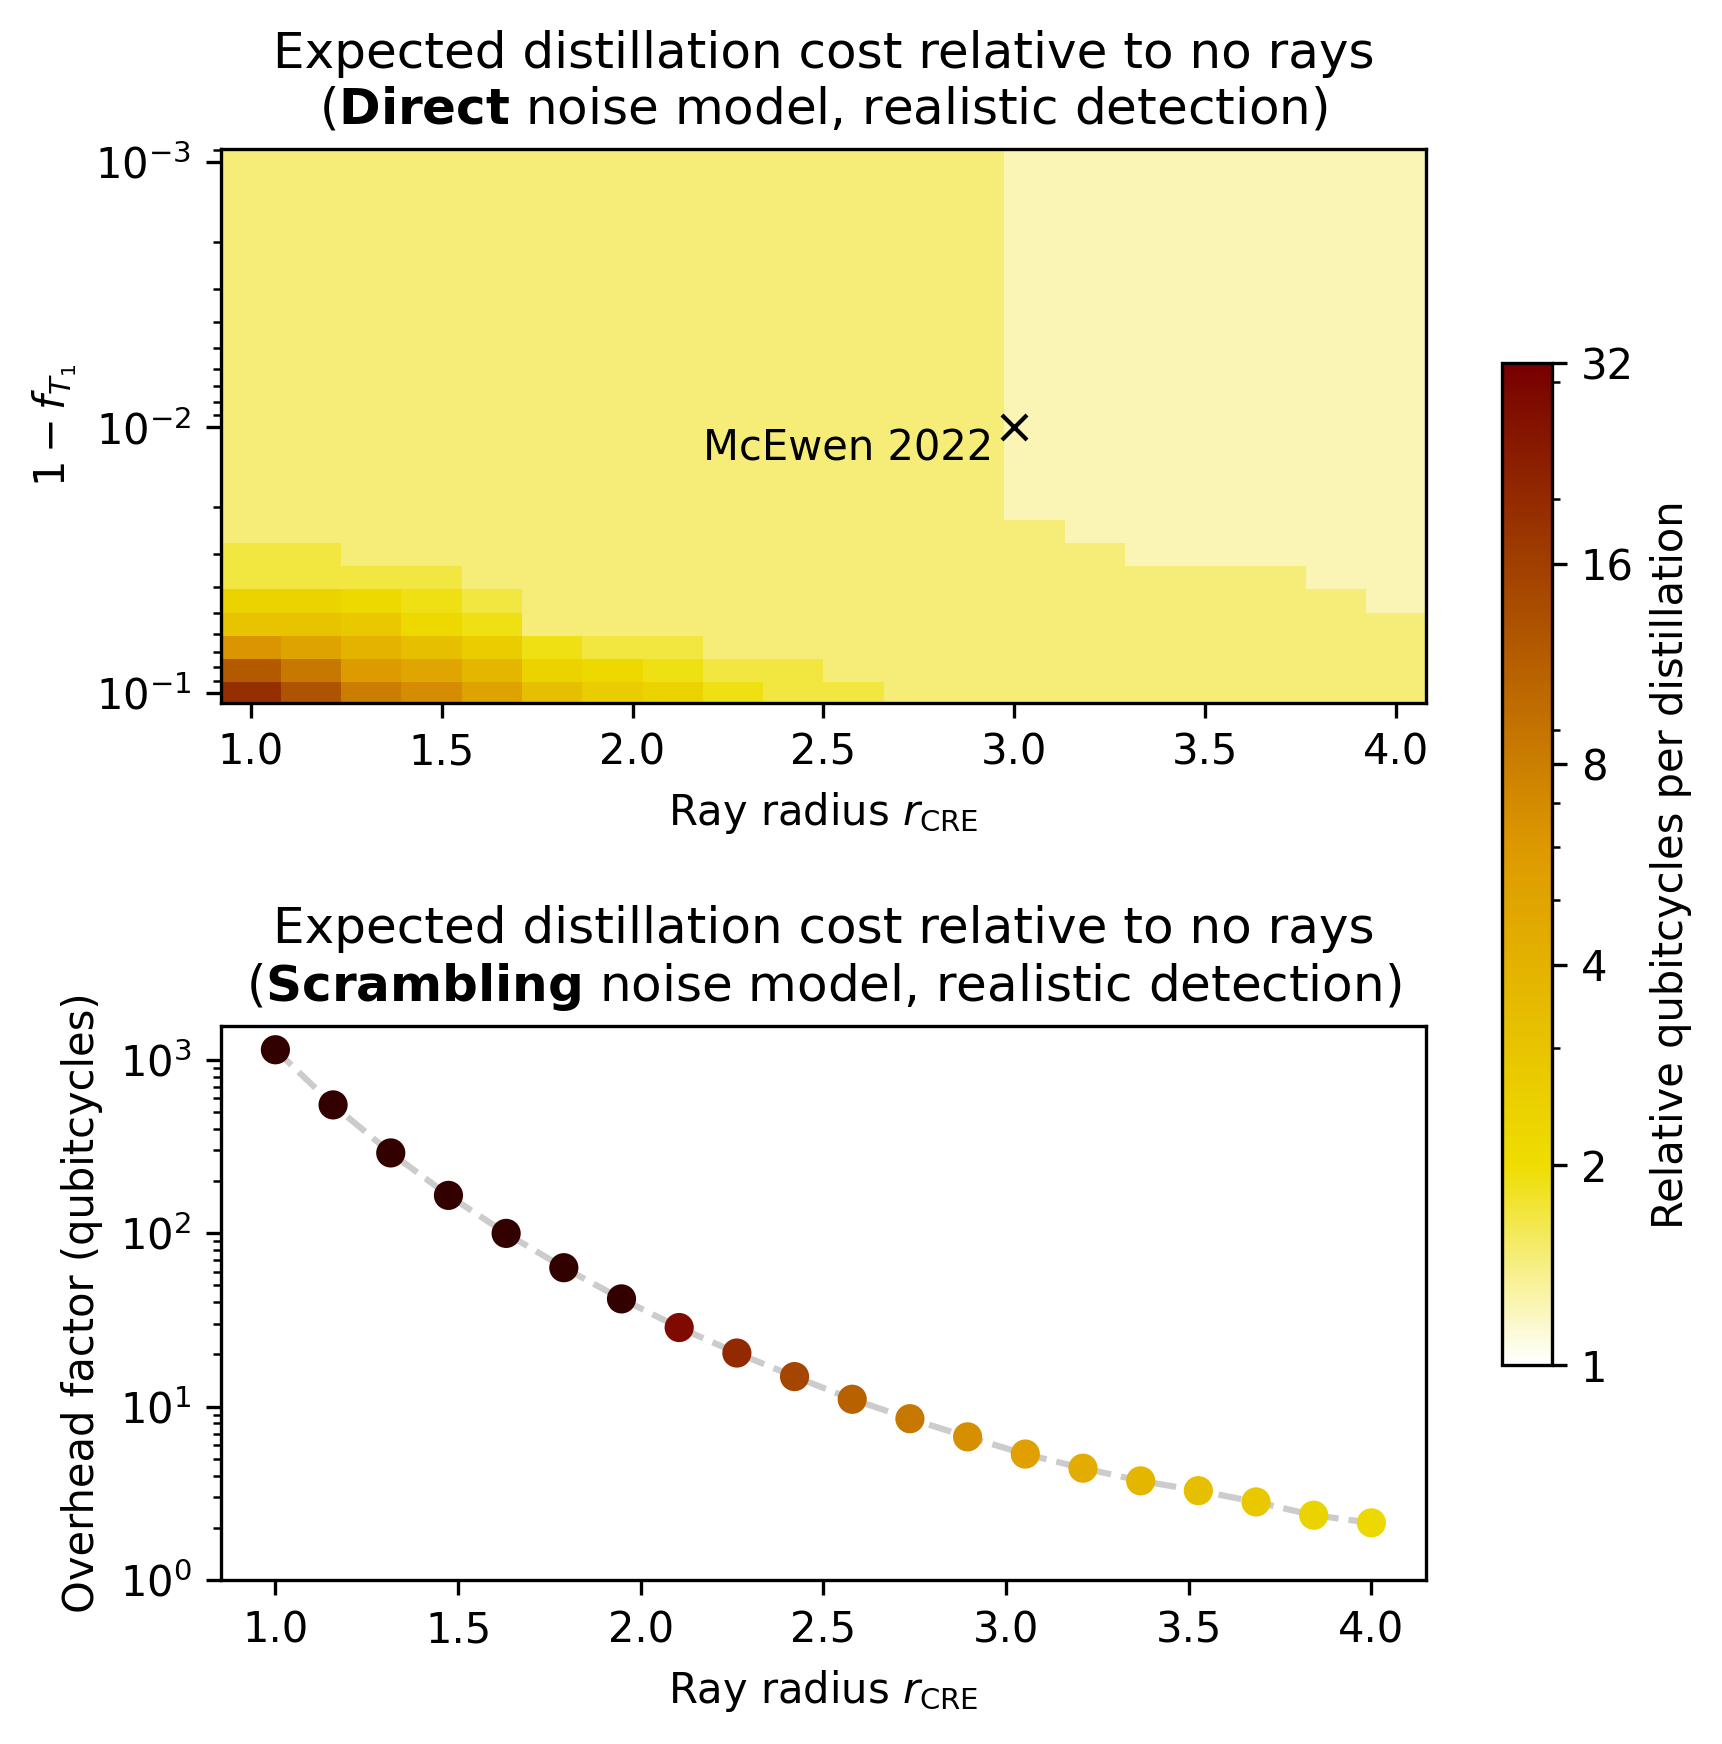 Expected distillation cost relative to no rays
(Direct noise model, realistic detection)
10⁻³
10⁻²
10⁻¹
1 − f_{T₁}
McEwen 2022
1.0 1.5 2.0 2.5 3.0 3.5 4.0
Ray radius r_{CRE}
32
16
8
4
2
1
Relative qubitcycles per distillation
Expected distillation cost relative to no rays
(Scrambling noise model, realistic detection)
10³
10²
10¹
10⁰
Overhead factor (qubitcycles)
1.0 1.5 2.0 2.5 3.0 3.5 4.0
Ray radius r_{CRE}